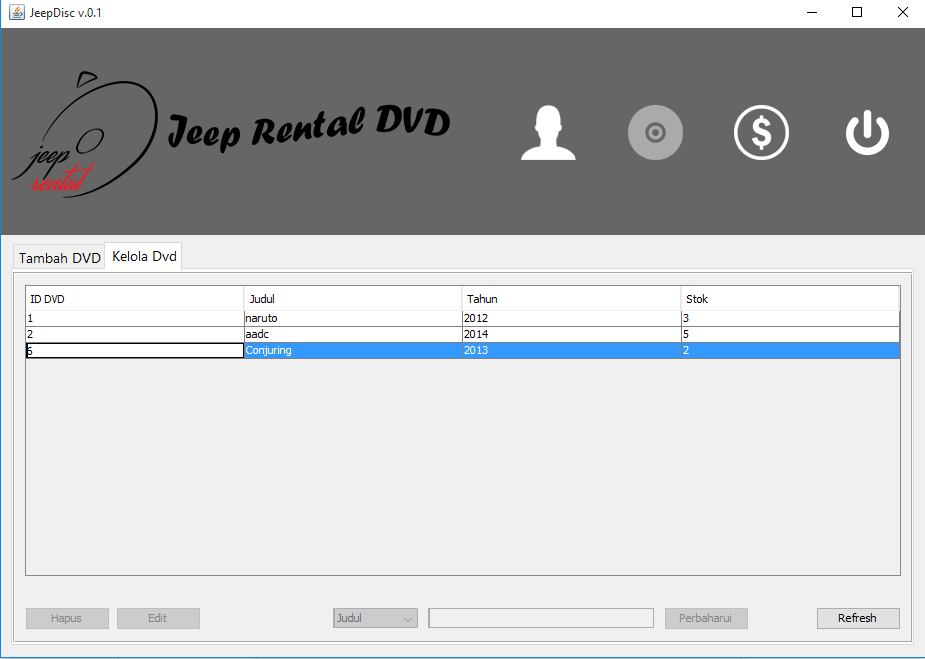 JeepDisc v.0.1
jeep
rental
Jeep Rental DVD
$
Tambah DVD Kelola Dvd
ID DVD Judul Tahun Stok
1 naruto 2012 3
2 aadc 2014 5
6 Conjuring 2013 2
Hapus Edit Judul Perbaharui Refresh